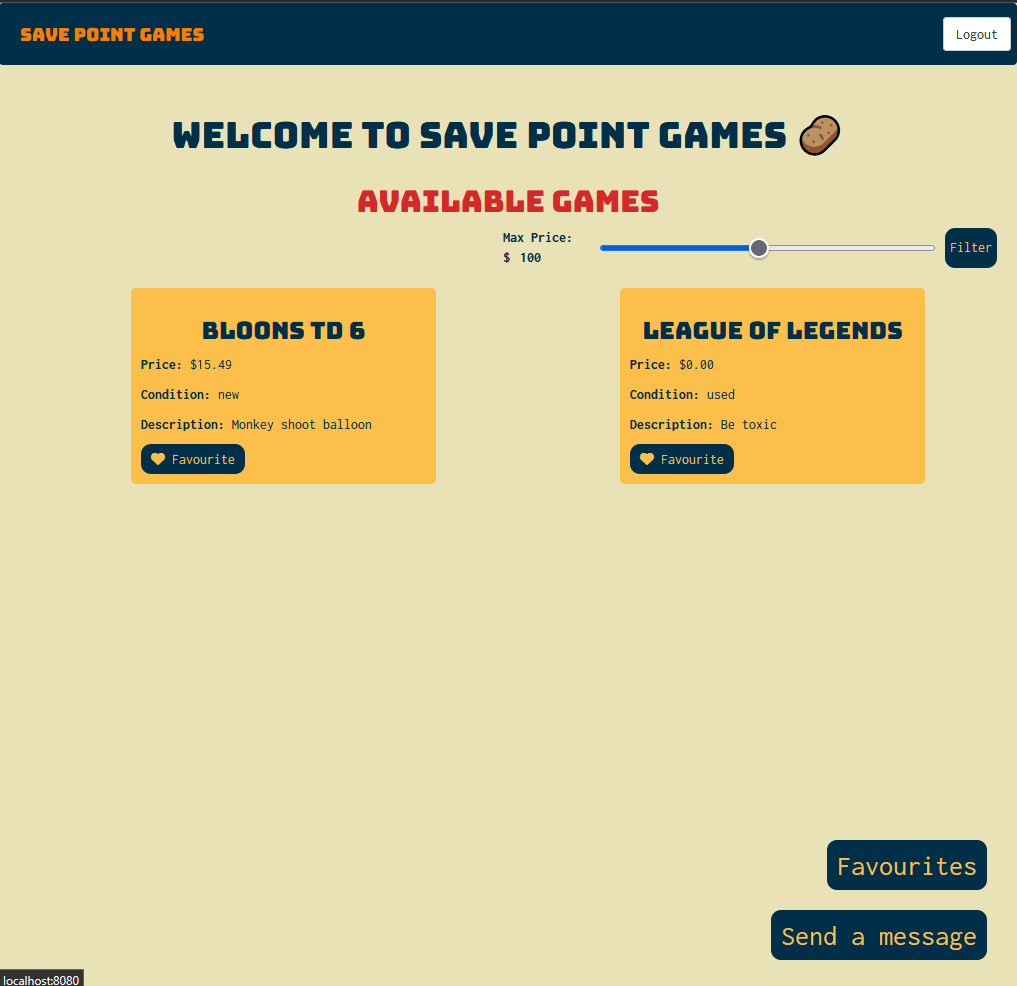 SAVE POINT GAMES
Logout
WELCOME TO SAVE POINT GAMES
AVAILABLE GAMES
Max Price:
$ 100
Filter
BLOONS TD 6
Price: $15.49
Condition: new
Description: Monkey shoot balloon
Favourite
LEAGUE OF LEGENDS
Price: $0.00
Condition: used
Description: Be toxic
Favourite
Favourites
Send a message
localhost:8080